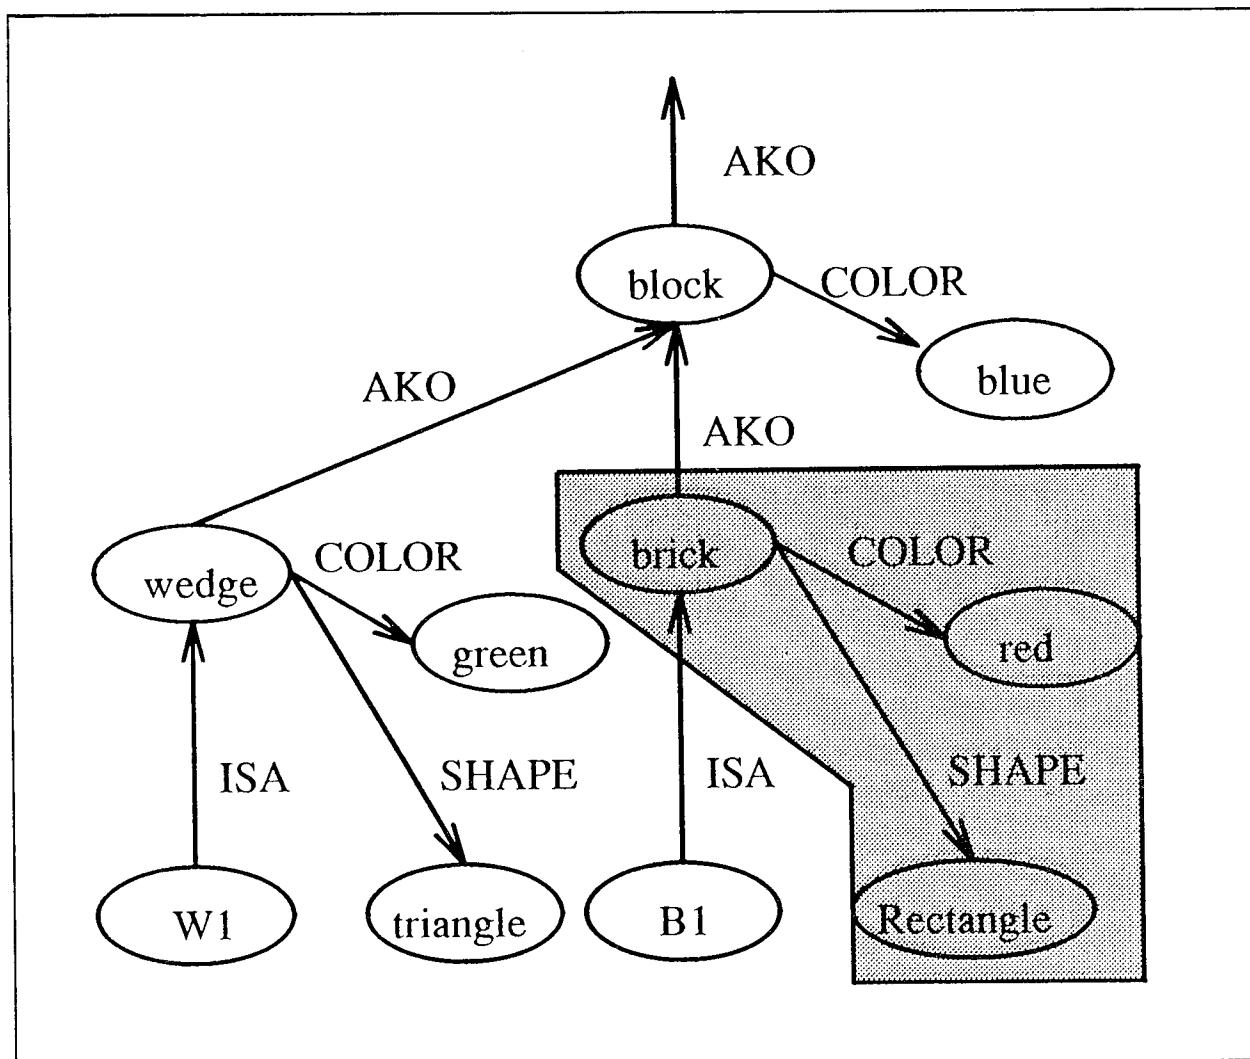 AKO
block
COLOR
blue
AKO
AKO
wedge
COLOR
green
brick
COLOR
red
ISA
SHAPE
ISA
SHAPE
W1
triangle
B1
Rectangle